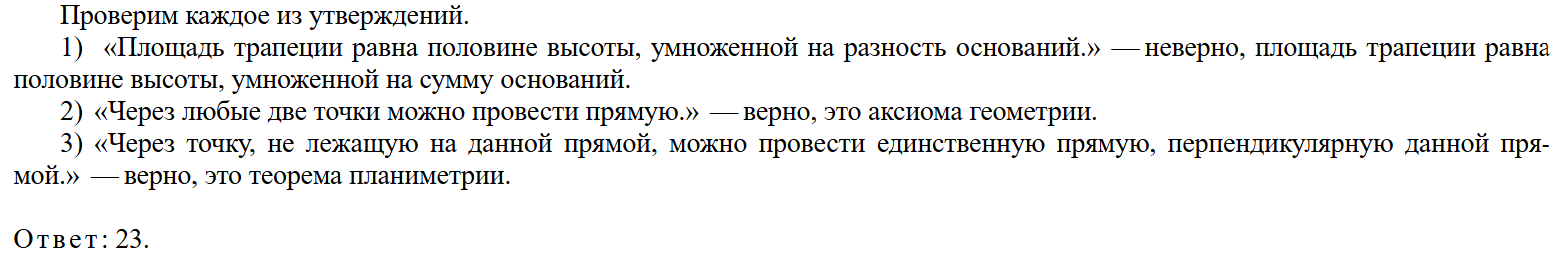 Проверим каждое из утверждений.
1) «Площадь трапеции равна половине высоты, умноженной на разность оснований.» — неверно, площадь трапеции равна
половине высоты, умноженной на сумму оснований.
2) «Через любые две точки можно провести прямую.» — верно, это аксиома геометрии.
3) «Через точку, не лежащую на данной прямой, можно провести единственную прямую, перпендикулярную данной пря-
мой.» — верно, это теорема планиметрии.
Ответ: 23.